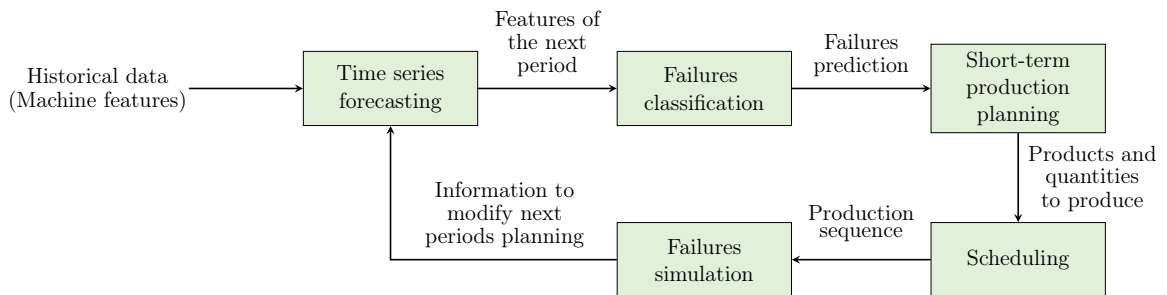 Historical data
(Machine features)
Time series
forecasting
Features of
the next
period
Failures
classification
Failures
prediction
Short-term
production
planning
Products and
quantities
to produce
Scheduling
Production
sequence
Failures
simulation
Information to
modify next
periods planning